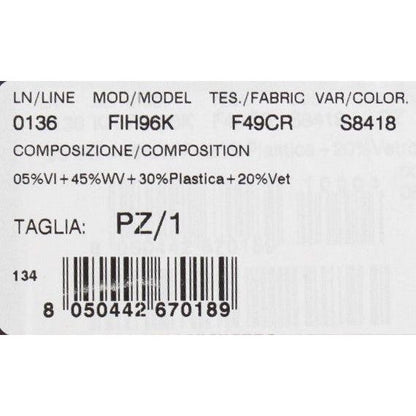 LN/LINE MOD/MODEL TES./FABRIC VAR/COLOR.
0136 FIH96K F49CR S8418
COMPOSIZIONE/COMPOSITION
05%VI+45%WV+30%Plastica+20%Vet
TAGLIA: PZ/1
134
8 050442 670189